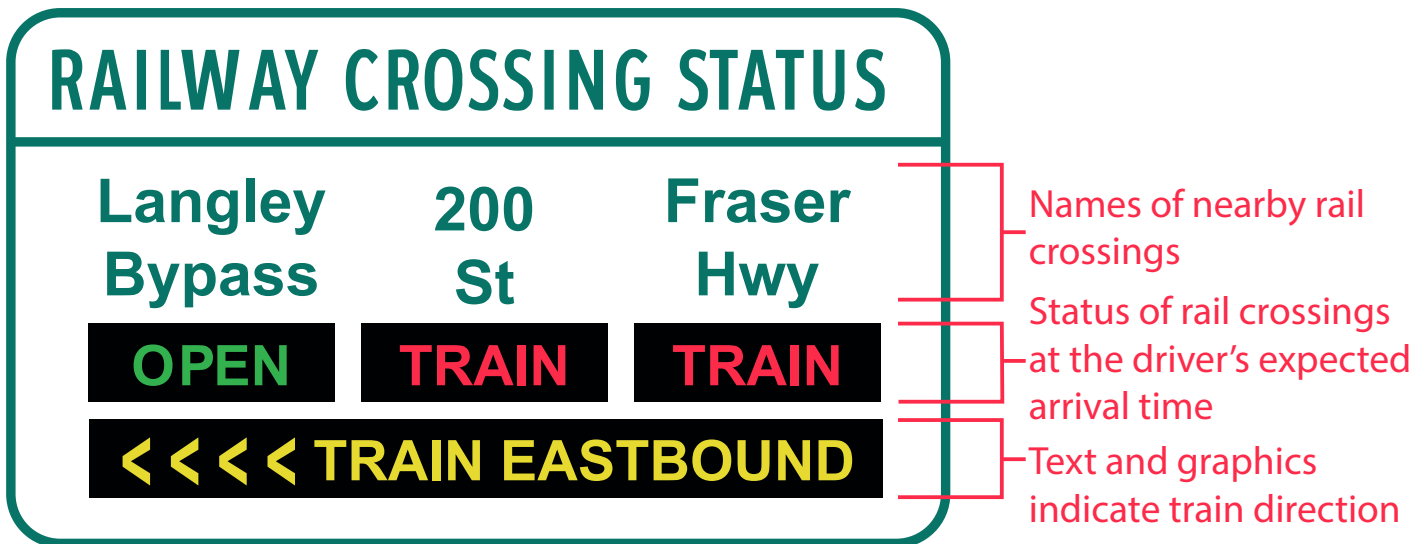 RAILWAY CROSSING STATUS
Langley
Bypass
200
St
Fraser
Hwy
OPEN
TRAIN
TRAIN
< < < < TRAIN EASTBOUND
Names of nearby rail
crossings
Status of rail crossings
at the driver’s expected
arrival time
Text and graphics
indicate train direction